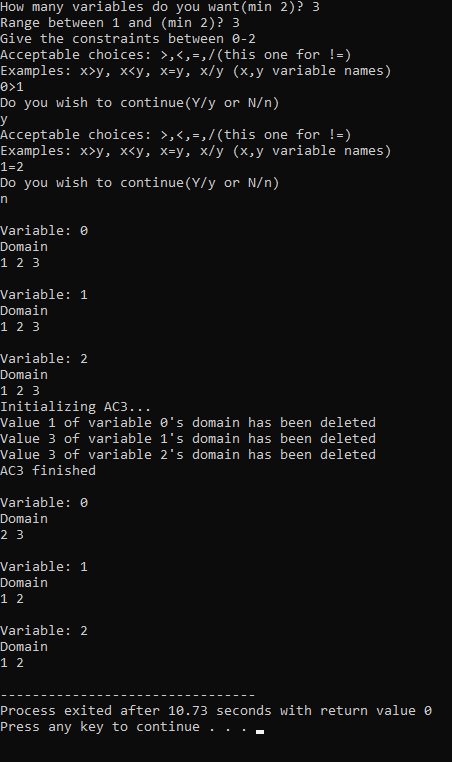 How many variables do you want(min 2)? 3
Range between 1 and (min 2)? 3
Give the constraints between 0-2
Acceptable choices: >,<,=,/(this one for !=)
Examples: x>y, x<y, x=y, x/y (x,y variable names)
0>1
Do you wish to continue(Y/y or N/n)
y
Acceptable choices: >,<,=,/(this one for !=)
Examples: x>y, x<y, x=y, x/y (x,y variable names)
1=2
Do you wish to continue(Y/y or N/n)
n
Variable: 0
Domain
1 2 3
Variable: 1
Domain
1 2 3
Variable: 2
Domain
1 2 3
Initializing AC3...
Value 1 of variable 0's domain has been deleted
Value 3 of variable 1's domain has been deleted
Value 3 of variable 2's domain has been deleted
AC3 finished
Variable: 0
Domain
2 3
Variable: 1
Domain
1 2
Variable: 2
Domain
1 2
--------------------------------
Process exited after 10.73 seconds with return value 0
Press any key to continue . . .